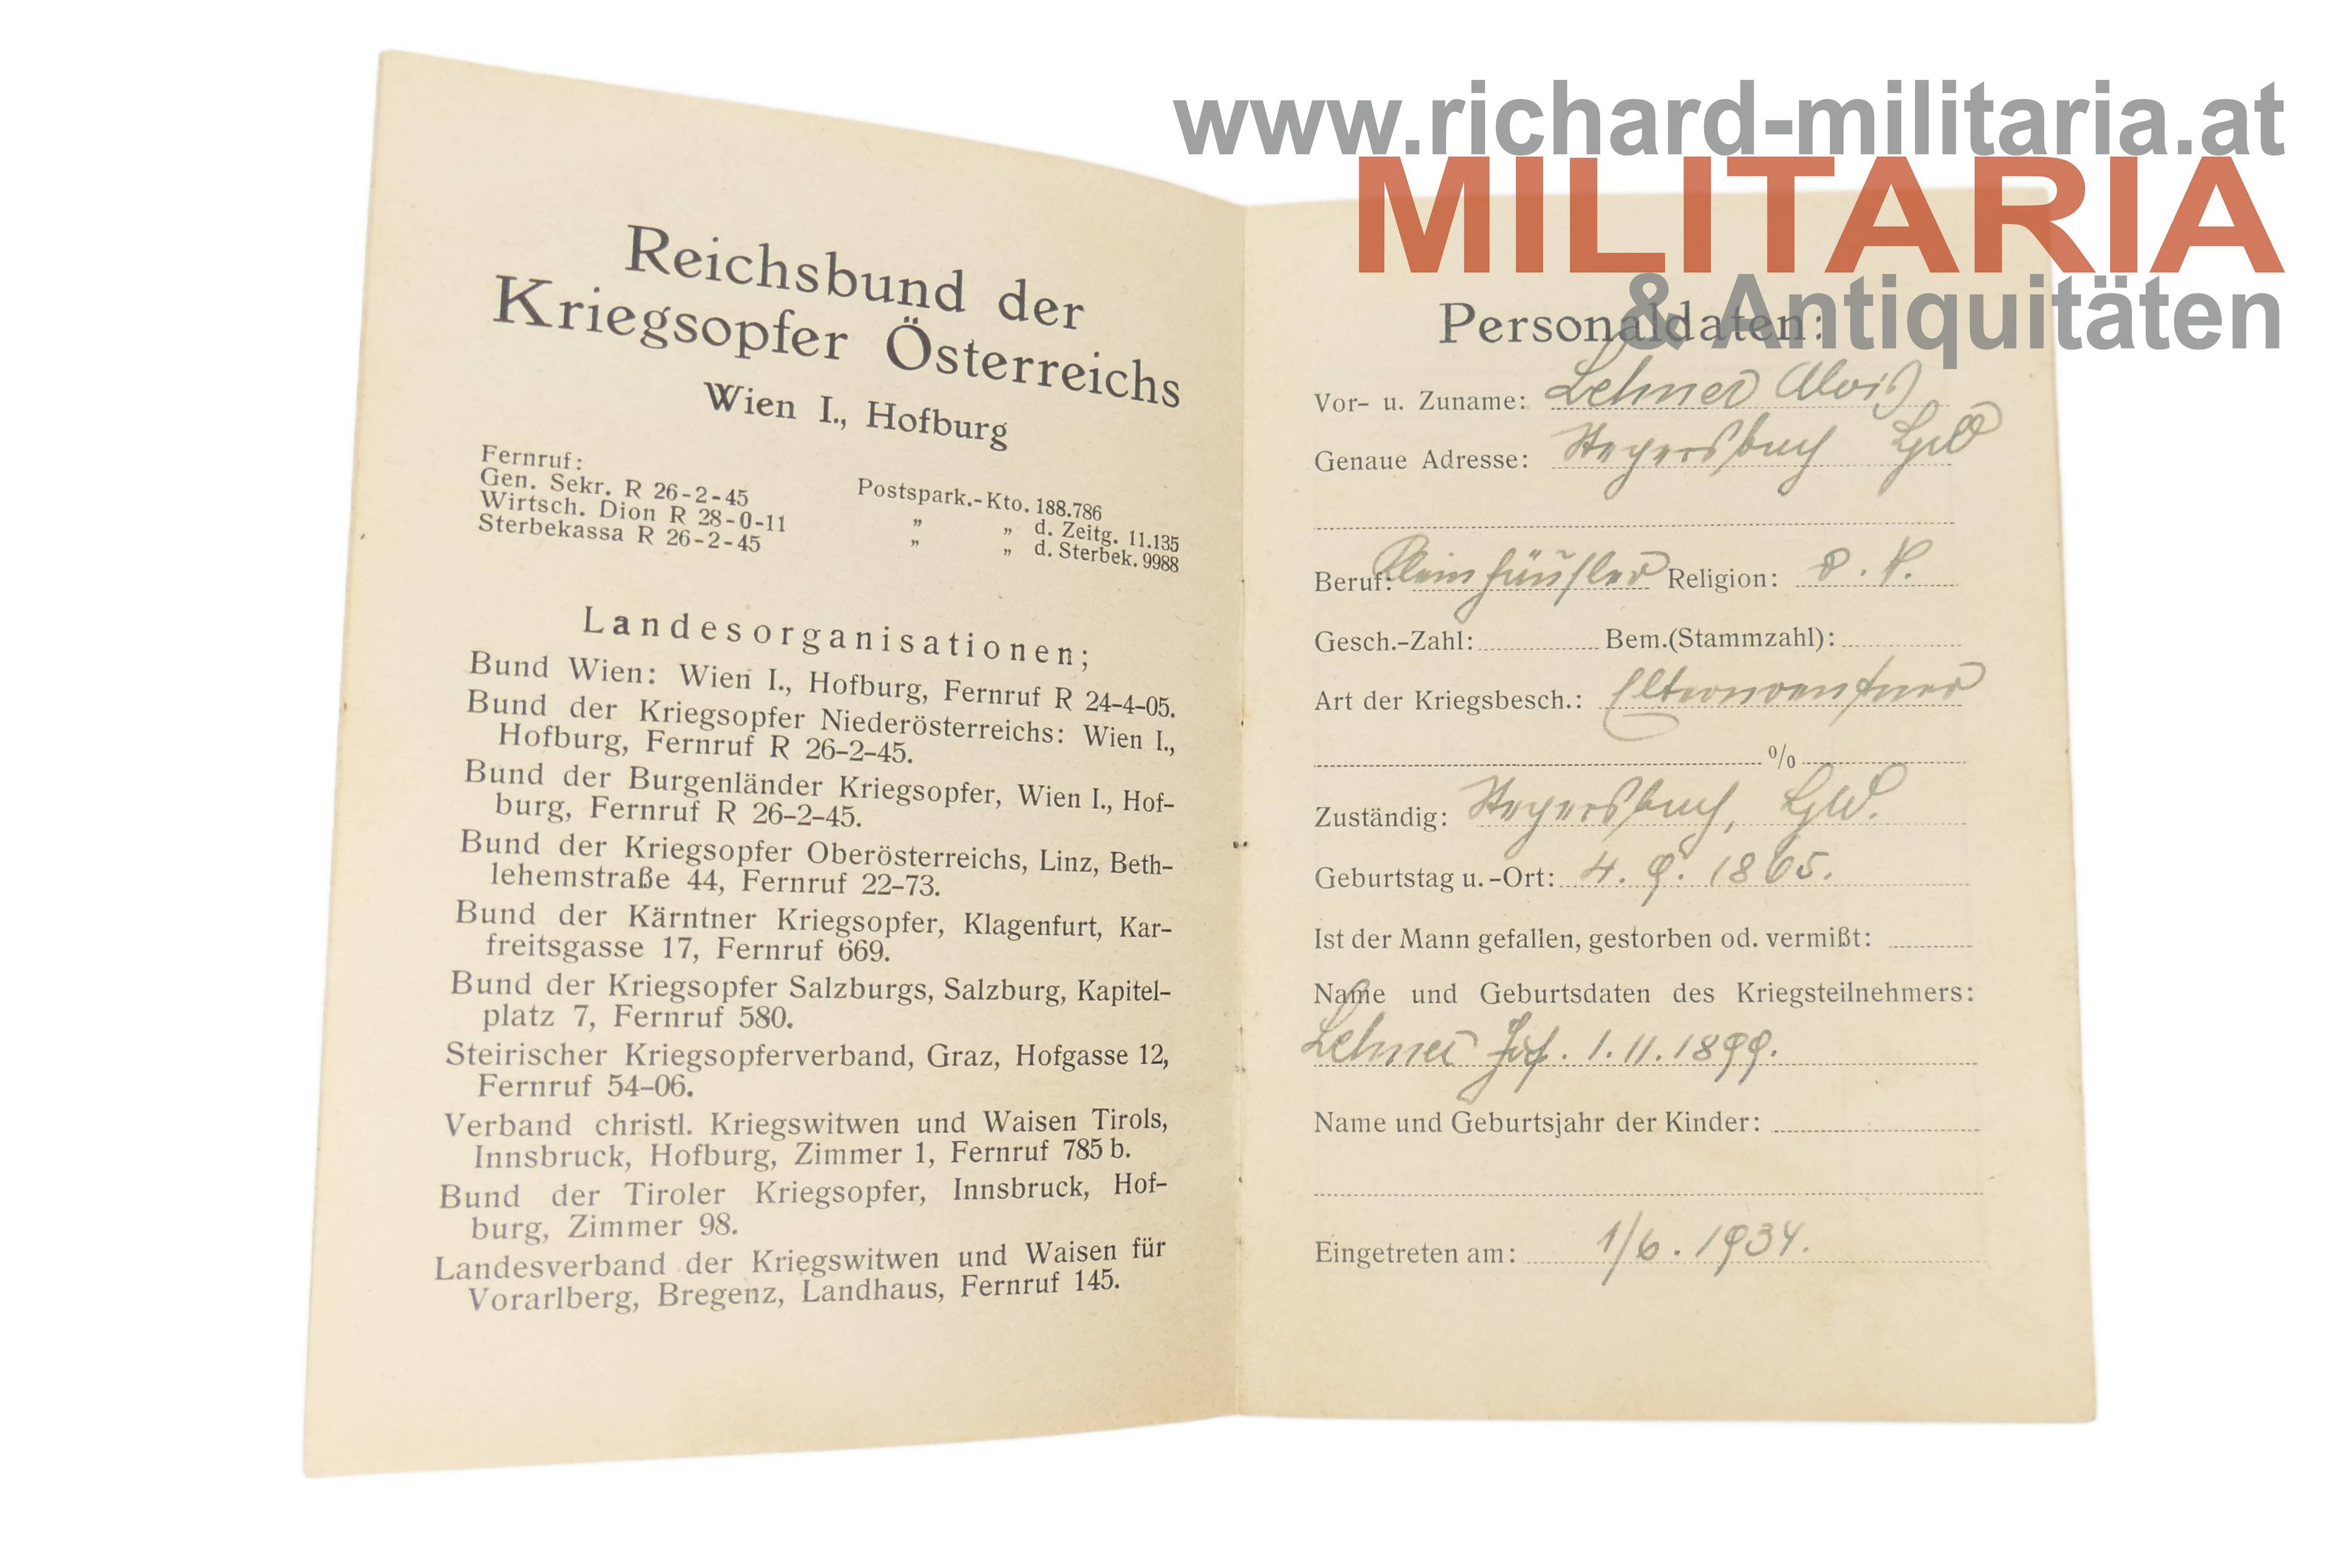 www.richard-militaria.at
MILITARIA
& Antiquitäten
Reichsbund der
Kriegsopfer Österreichs
Wien I., Hofburg
Fernruf:
Gen. Sekr. R 26-2-45
Wirtsch. Dion R 28-0-11
Sterbekassa R 26-2-45
Postspark.-Kto. 188.786
„ „ d. Zeitg. 11.135
„ „ d. Sterbek. 9988
Landesorganisationen;
Bund Wien: Wien I., Hofburg, Fernruf R 24-4-05.
Bund der Kriegsopfer Niederösterreichs: Wien I.,
Hofburg, Fernruf R 26-2-45.
Bund der Burgenländer Kriegsopfer, Wien I., Hof-
burg, Fernruf R 26-2-45.
Bund der Kriegsopfer Oberösterreichs, Linz, Beth-
lehemstraße 44, Fernruf 22-73.
Bund der Kärntner Kriegsopfer, Klagenfurt, Kar-
freitsgasse 17, Fernruf 669.
Bund der Kriegsopfer Salzburgs, Salzburg, Kapitel-
platz 7, Fernruf 580.
Steirischer Kriegsopferverband, Graz, Hofgasse 12,
Fernruf 54-06.
Verband christl. Kriegswitwen und Waisen Tirols,
Innsbruck, Hofburg, Zimmer 1, Fernruf 785 b.
Bund der Tiroler Kriegsopfer, Innsbruck, Hof-
burg, Zimmer 98.
Landesverband der Kriegswitwen und Waisen für
Vorarlberg, Bregenz, Landhaus, Fernruf 145.
Personaldaten:
Vor- u. Zuname: Lehner Alois
Genaue Adresse: Stegersbach
Beruf: Kleinhäusler Religion: r. k.
Gesch.-Zahl: Bem.(Stammzahl):
Art der Kriegsbesch.: Elternrentner
%
Zuständig: Stegersbach,
Geburtstag u.-Ort: 4. 9. 1865.
Ist der Mann gefallen, gestorben od. vermißt:
Name und Geburtsdaten des Kriegsteilnehmers:
Lehner Jos. 1. 11. 1899.
Name und Geburtsjahr der Kinder:
Eingetreten am: 1/6. 1934.